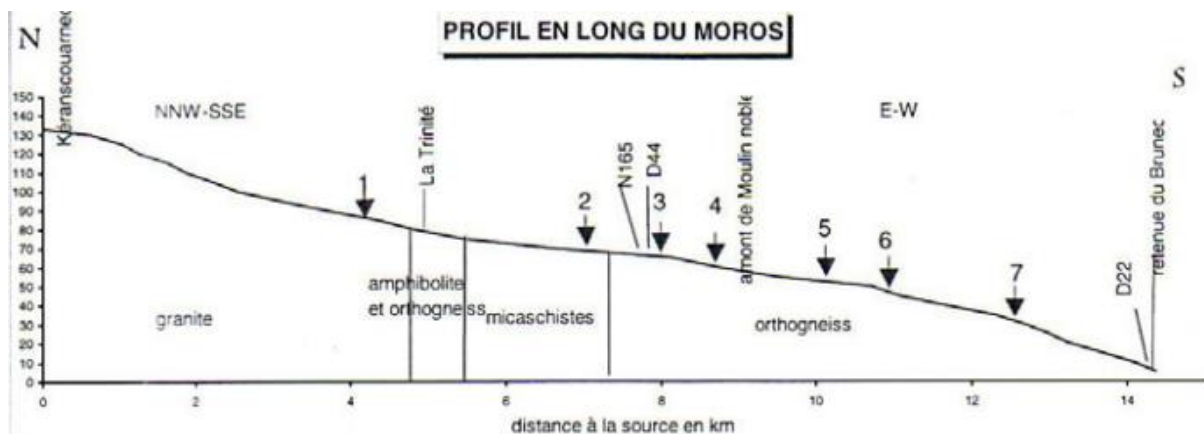 PROFIL EN LONG DU MOROS
N
S
Kéranscouarnec
NNW-SSE
La Trinité
N165
D44
amont de Moulin noble
E-W
D22
retenue du Brunec
150
140
130
120
110
100
90
80
70
60
50
40
30
20
10
0
1
2
3
4
5
6
7
granite
amphibolite
et orthogneiss
micaschistes
orthogneiss
0 2 4 6 8 10 12 14
distance à la source en km